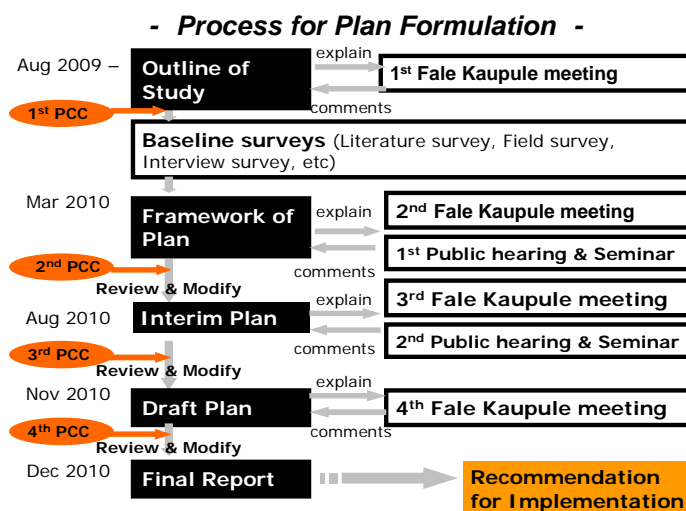 - Process for Plan Formulation -
Aug 2009 –
Outline of
Study
explain
1st Fale Kaupule meeting
comments
1st PCC
Baseline surveys (Literature survey, Field survey,
Interview survey, etc)
Mar 2010
Framework of
Plan
explain
2nd Fale Kaupule meeting
1st Public hearing & Seminar
comments
2nd PCC
Review & Modify
Aug 2010
Interim Plan
explain
3rd Fale Kaupule meeting
2nd Public hearing & Seminar
comments
3rd PCC
Review & Modify
Nov 2010
Draft Plan
explain
4th Fale Kaupule meeting
comments
4th PCC
Review & Modify
Dec 2010
Final Report
Recommendation
for Implementation